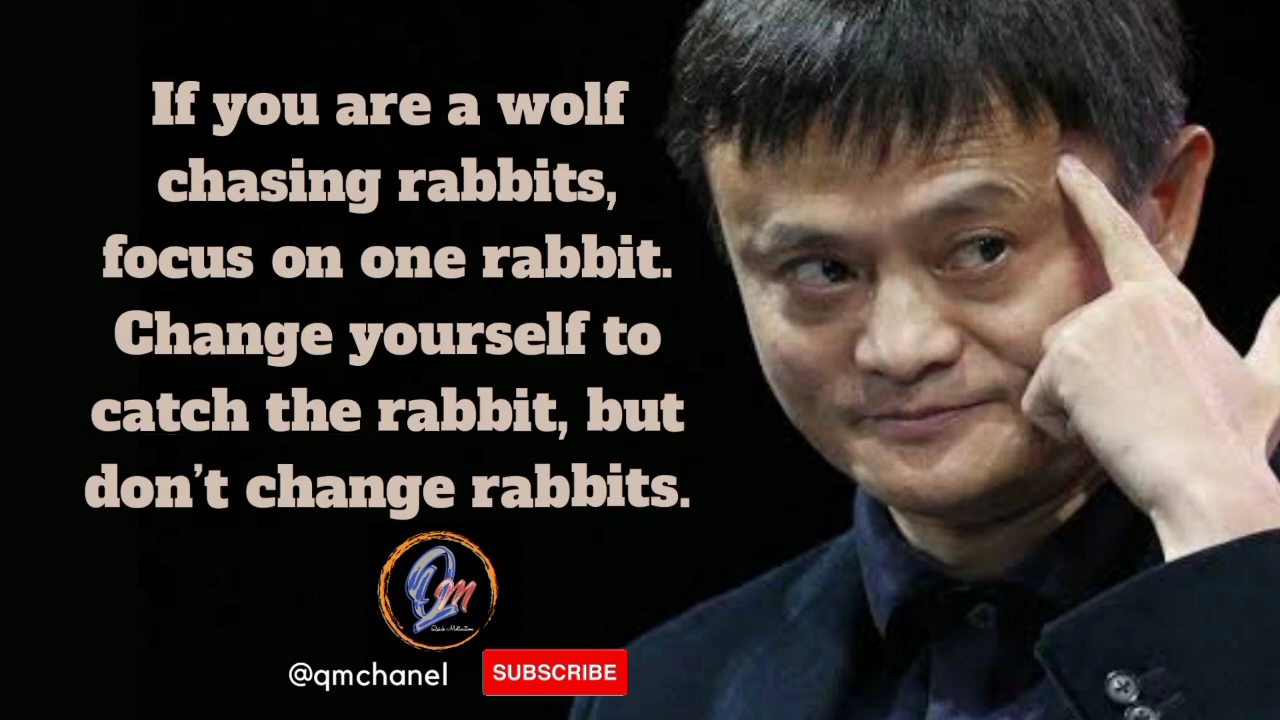 If you are a wolf
chasing rabbits,
focus on one rabbit.
Change yourself to
catch the rabbit, but
don't change rabbits.
QM
@qmchanel
SUBSCRIBE